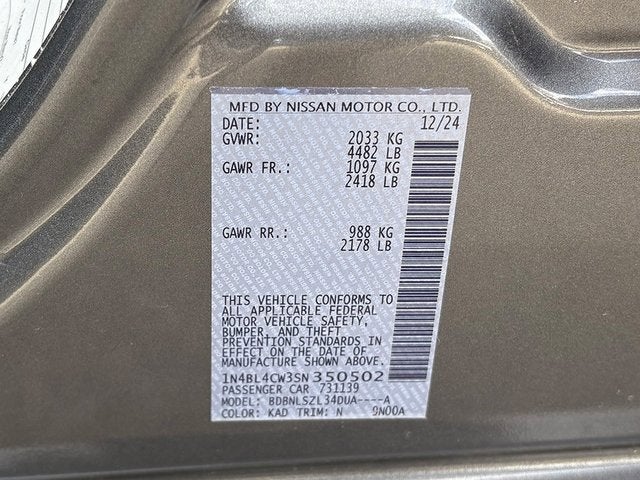 MFD BY NISSAN MOTOR CO., LTD.
DATE: 12/24
GVWR: 2033 KG
4482 LB
GAWR FR.: 1097 KG
2418 LB
GAWR RR.: 988 KG
2178 LB
THIS VEHICLE CONFORMS TO
ALL APPLICABLE FEDERAL
MOTOR VEHICLE SAFETY,
BUMPER, AND THEFT
PREVENTION STANDARDS IN
EFFECT ON THE DATE OF
MANUFACTURE SHOWN ABOVE.
1N4BL4CW3SN350502
PASSENGER CAR 731139
MODEL: BDBNLSZL34DUA----A
COLOR: KAD TRIM: N 9N00A